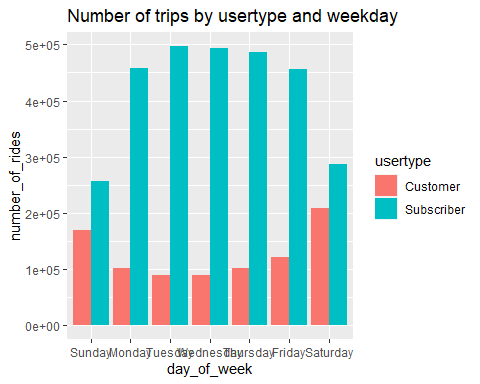 Number of trips by usertype and weekday
number_of_rides
5e+05
4e+05
3e+05
2e+05
1e+05
0e+00
Sunday Monday Tuesday Wednesday Thursday Friday Saturday
day_of_week
usertype
Customer
Subscriber